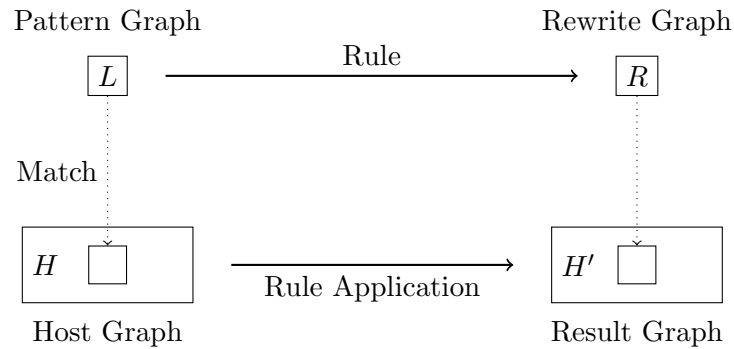 Pattern Graph
Rewrite Graph
L
Rule
R
Match
H
Rule Application
H′
Host Graph
Result Graph